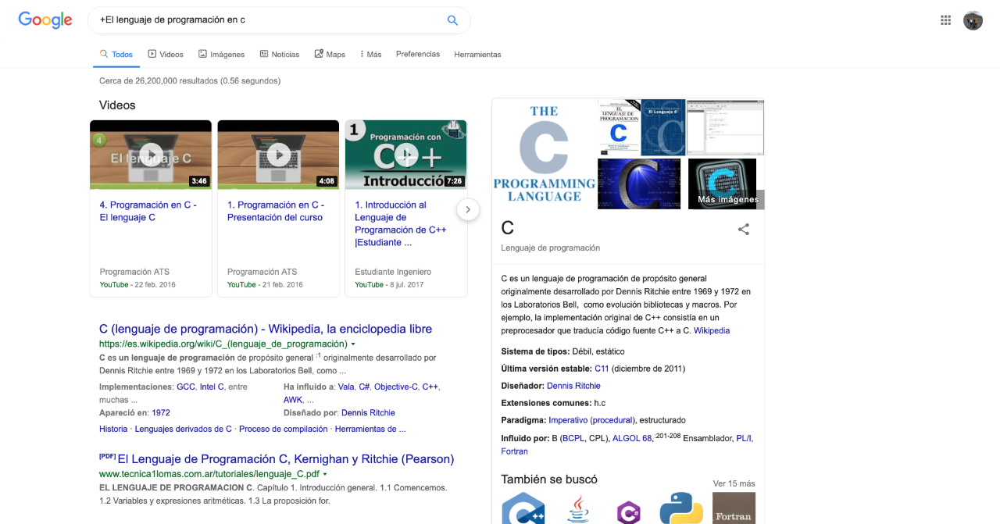 Google
+El lenguaje de programación en c
Todos
Videos
Imágenes
Noticias
Maps
Más
Preferencias
Herramientas
Cerca de 26,200,000 resultados (0.56 segundos)
Videos
4
El lenguaje C
3:46
4. Programación en C -
El lenguaje C
Programación ATS
YouTube - 22 feb. 2016
4:08
1. Programación en C -
Presentación del curso
Programación ATS
YouTube - 21 feb. 2016
1
Programación con
C++
Introducció
7:26
1. Introducción al
Lenguaje de
Programación de C++
|Estudiante ...
Estudiante Ingeniero
YouTube - 8 jul. 2017
C (lenguaje de programación) - Wikipedia, la enciclopedia libre
https://es.wikipedia.org/wiki/C_(lenguaje_de_programación)
C es un lenguaje de programación de propósito general :1 originalmente desarrollado por
Dennis Ritchie entre 1969 y 1972 en los Laboratorios Bell, como ...
Implementaciones: GCC, Intel C, entre
muchas ...
Ha influido a: Vala, C#, Objective-C, C++,
AWK, ...
Apareció en: 1972
Diseñado por: Dennis Ritchie
Historia · Lenguajes derivados de C · Proceso de compilación · Herramientas de ...
[PDF] El Lenguaje de Programación C, Kernighan y Ritchie (Pearson)
www.tecnica1lomas.com.ar/tutoriales/lenguaje_C.pdf
EL LENGUAJE DE PROGRAMACION C. Capítulo 1. Introducción general. 1.1 Comencemos.
1.2 Variables y expresiones aritméticas. 1.3 La proposición for.
THE
C
PROGRAMMING
LANGUAGE
EL
LENGUAJE DE
PROGRAMACION
C
El Lenguaje C
C
C
C
Más imágenes
C
Lenguaje de programación
C es un lenguaje de programación de propósito general
originalmente desarrollado por Dennis Ritchie entre 1969 y 1972 en
los Laboratorios Bell, como evolución bibliotecas y macros. Por
ejemplo, la implementación original de C++ consistía en un
preprocesador que traducía código fuente C++ a C. Wikipedia
Sistema de tipos: Débil, estático
Última versión estable: C11 (diciembre de 2011)
Diseñador: Dennis Ritchie
Extensiones comunes: h.c
Paradigma: Imperativo (procedural), estructurado
Influido por: B (BCPL, CPL), ALGOL 68,:201-208 Ensamblador, PL/I,
Fortran
También se buscó
Ver 15 más
C++
Java
C#
Fortran